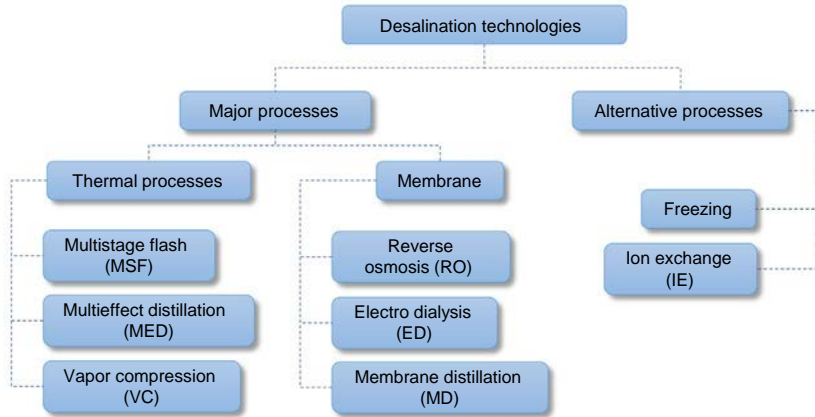 Desalination technologies
Major processes
Alternative processes
Thermal processes
Membrane
Multistage flash
(MSF)
Multieffect distillation
(MED)
Vapor compression
(VC)
Reverse
osmosis (RO)
Electro dialysis
(ED)
Membrane distillation
(MD)
Freezing
Ion exchange
(IE)